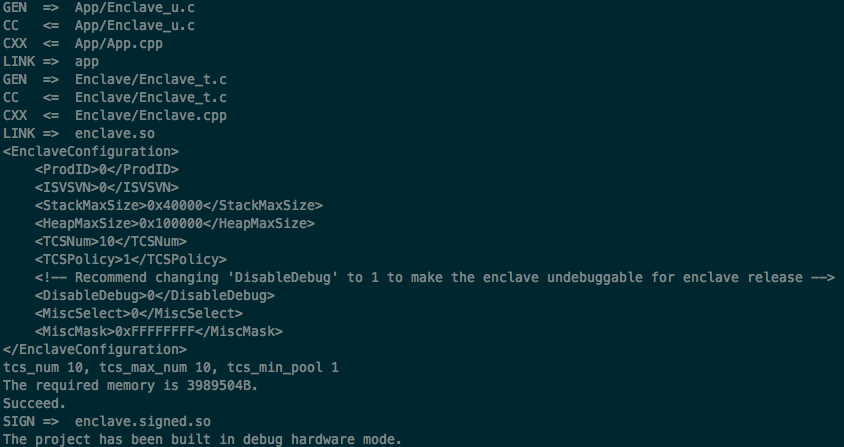 GEN  =>  App/Enclave_u.c
CC   <=  App/Enclave_u.c
CXX  <=  App/App.cpp
LINK =>  app
GEN  =>  Enclave/Enclave_t.c
CC   <=  Enclave/Enclave_t.c
CXX  <=  Enclave/Enclave.cpp
LINK =>  enclave.so
<EnclaveConfiguration>
    <ProdID>0</ProdID>
    <ISVSVN>0</ISVSVN>
    <StackMaxSize>0x40000</StackMaxSize>
    <HeapMaxSize>0x100000</HeapMaxSize>
    <TCSNum>10</TCSNum>
    <TCSPolicy>1</TCSPolicy>
    <!-- Recommend changing 'DisableDebug' to 1 to make the enclave undebuggable for enclave release -->
    <DisableDebug>0</DisableDebug>
    <MiscSelect>0</MiscSelect>
    <MiscMask>0xFFFFFFFF</MiscMask>
</EnclaveConfiguration>
tcs_num 10, tcs_max_num 10, tcs_min_pool 1
The required memory is 3989504B.
Succeed.
SIGN =>  enclave.signed.so
The project has been built in debug hardware mode.